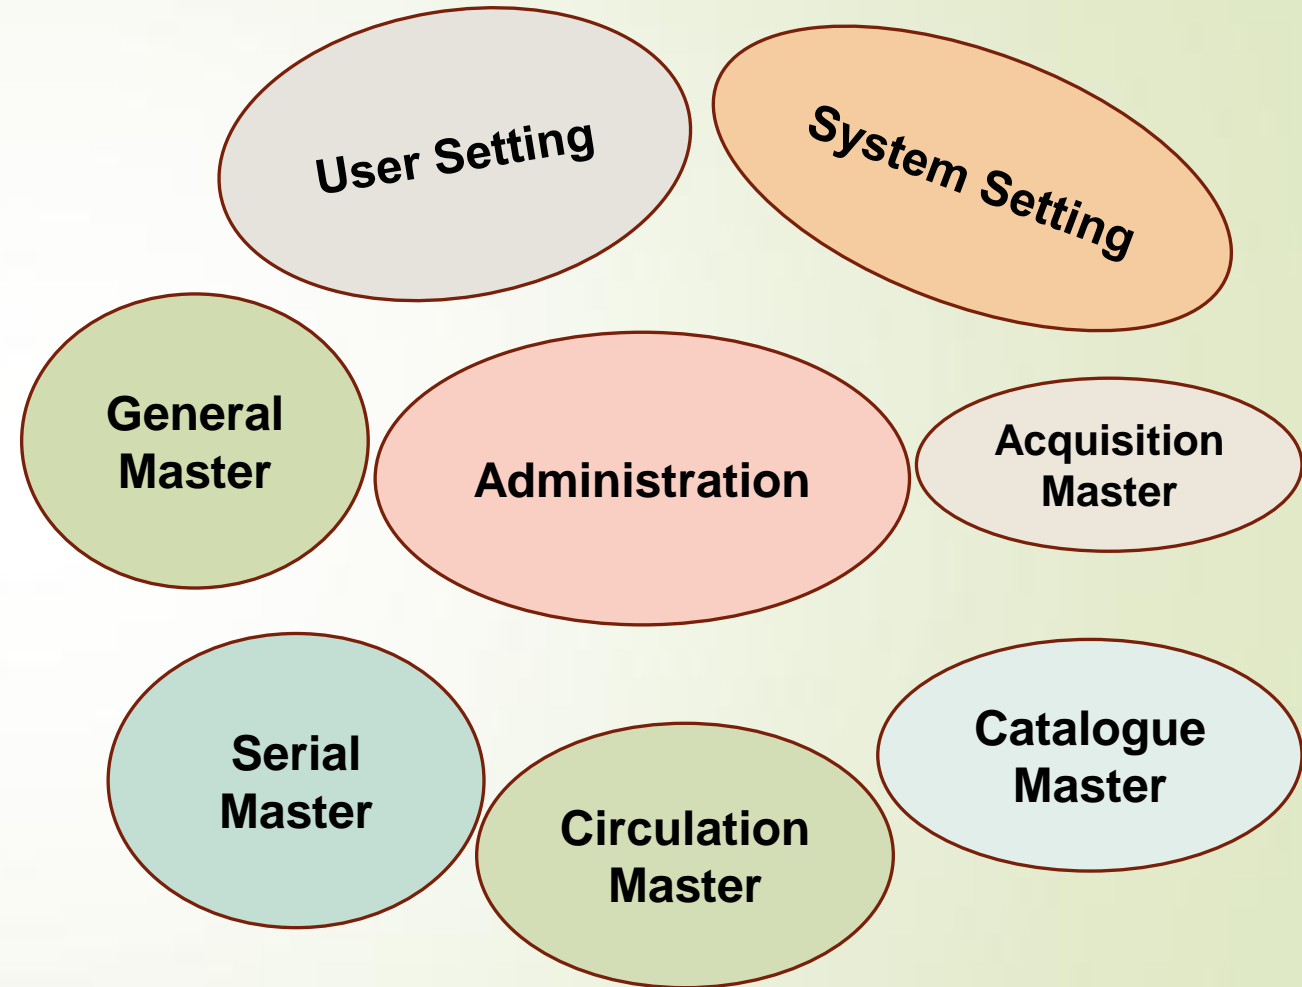 User Setting
System Setting
General
Master
Administration
Acquisition
Master
Serial
Master
Circulation
Master
Catalogue
Master